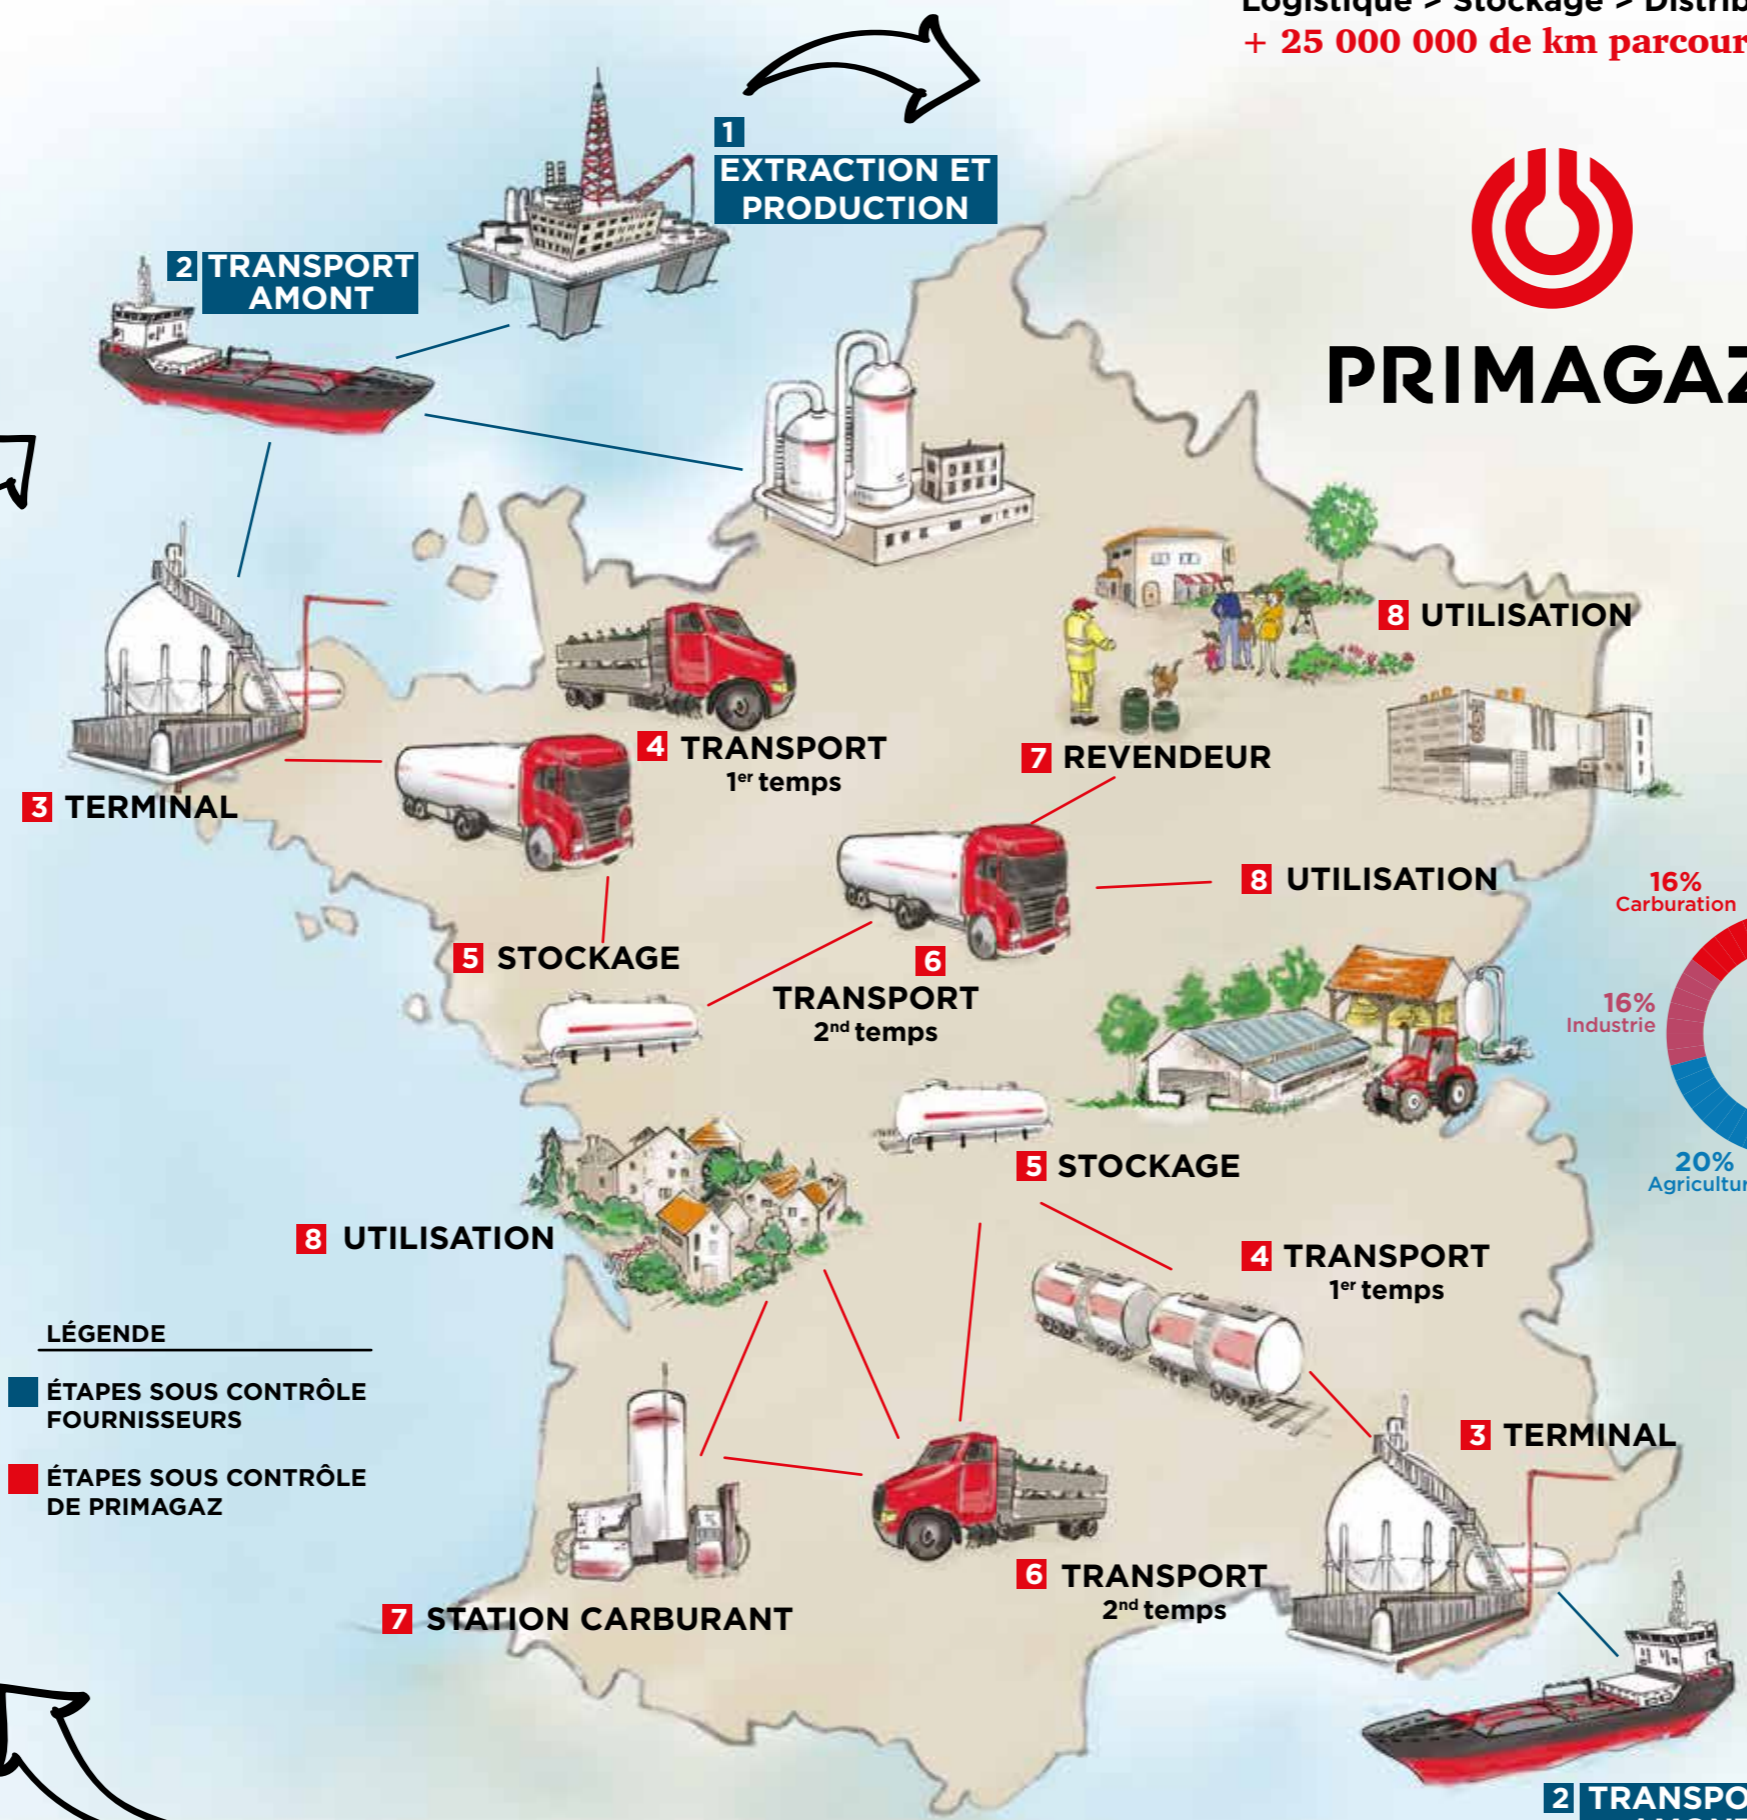 Logistique > Stockage > Distrib
+ 25 000 000 de km parcour
1
EXTRACTION ET
PRODUCTION
2 TRANSPORT
AMONT
PRIMAGAZ
8 UTILISATION
4 TRANSPORT
1er temps
7 REVENDEUR
3 TERMINAL
8 UTILISATION
16%
Carburation
5 STOCKAGE
6
TRANSPORT
2nd temps
16%
Industrie
5 STOCKAGE
20%
Agricultur
8 UTILISATION
4 TRANSPORT
1er temps
LÉGENDE
ÉTAPES SOUS CONTRÔLE
FOURNISSEURS
3 TERMINAL
ÉTAPES SOUS CONTRÔLE
DE PRIMAGAZ
6 TRANSPORT
2nd temps
7 STATION CARBURANT
2 TRANSPO